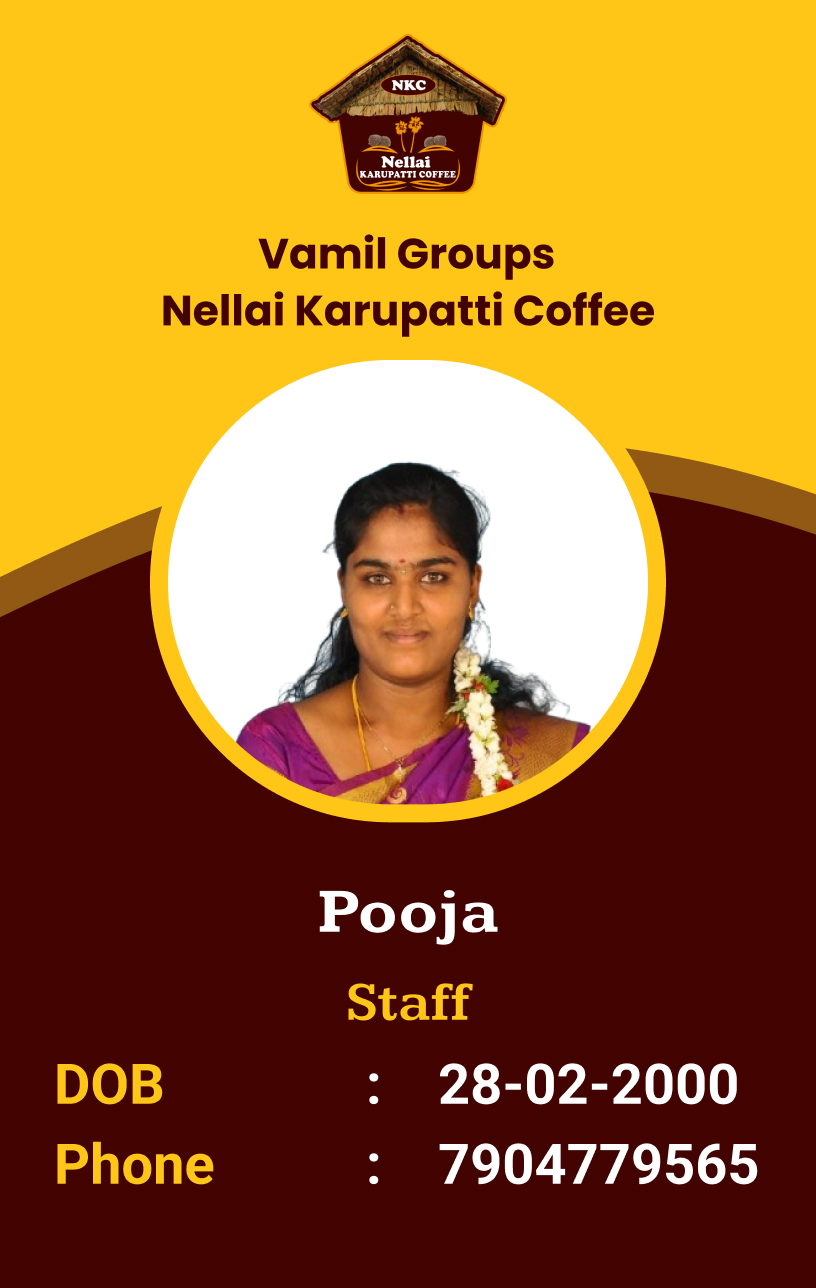 NKC
Nellai
KARUPATTI COFFEE
Vamil Groups
Nellai Karupatti Coffee
Pooja
Staff
DOB : 28-02-2000
Phone : 7904779565